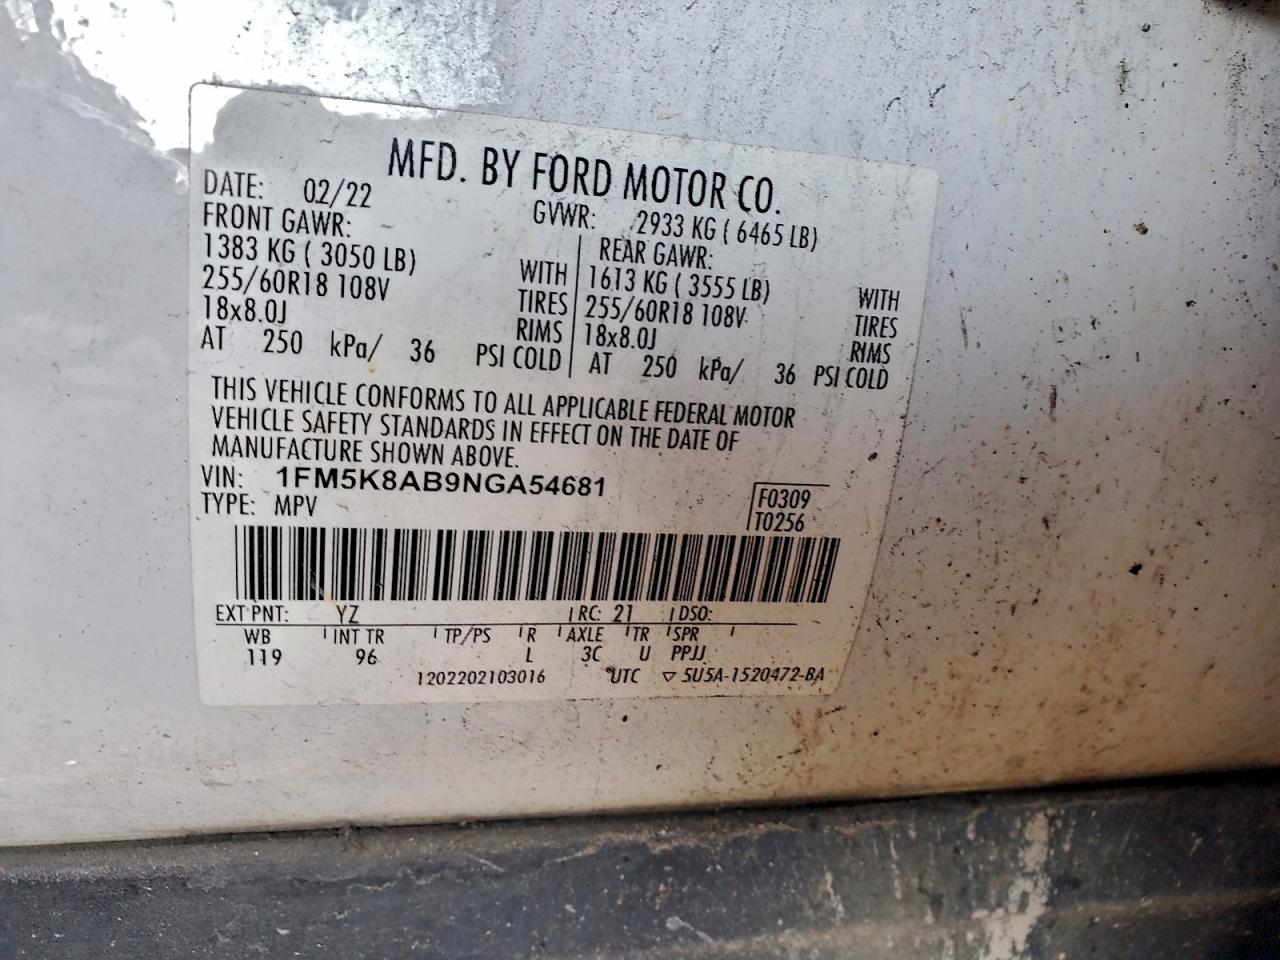 MFD. BY FORD MOTOR CO.
DATE: 02/22 GVWR: 2933 KG ( 6465 LB)
FRONT GAWR: REAR GAWR:
1383 KG ( 3050 LB) WITH 1613 KG ( 3555 LB) WITH
255/60R18 108V TIRES 255/60R18 108V TIRES
18x8.0J RIMS 18x8.0J RIMS
AT 250 kPa/ 36 PSI COLD AT 250 kPa/ 36 PSI COLD
THIS VEHICLE CONFORMS TO ALL APPLICABLE FEDERAL MOTOR
VEHICLE SAFETY STANDARDS IN EFFECT ON THE DATE OF
MANUFACTURE SHOWN ABOVE.
VIN: 1FM5K8AB9NGA54681
TYPE: MPV
F0309
T0256
EXT PNT: YZ RC: 21 DSO:
WB INT TR TP/PS R AXLE TR SPR
119 96 L 3C U PPJJ
1202202103016 UTC ▽ 5U5A-1520472-BA